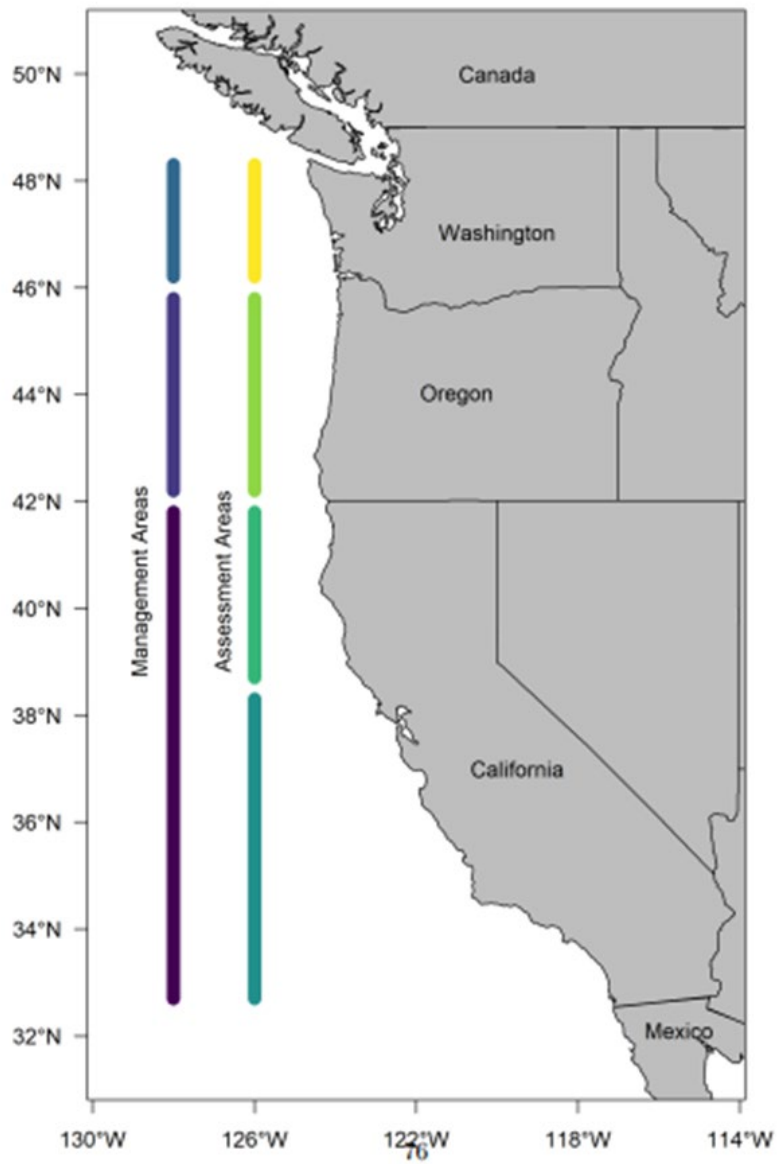 50°N
48°N
46°N
44°N
42°N
40°N
38°N
36°N
34°N
32°N
Management Areas
Assessment Areas
Canada
Washington
Oregon
California
Mexico
130°W
126°W
122°W
118°W
114°W
76